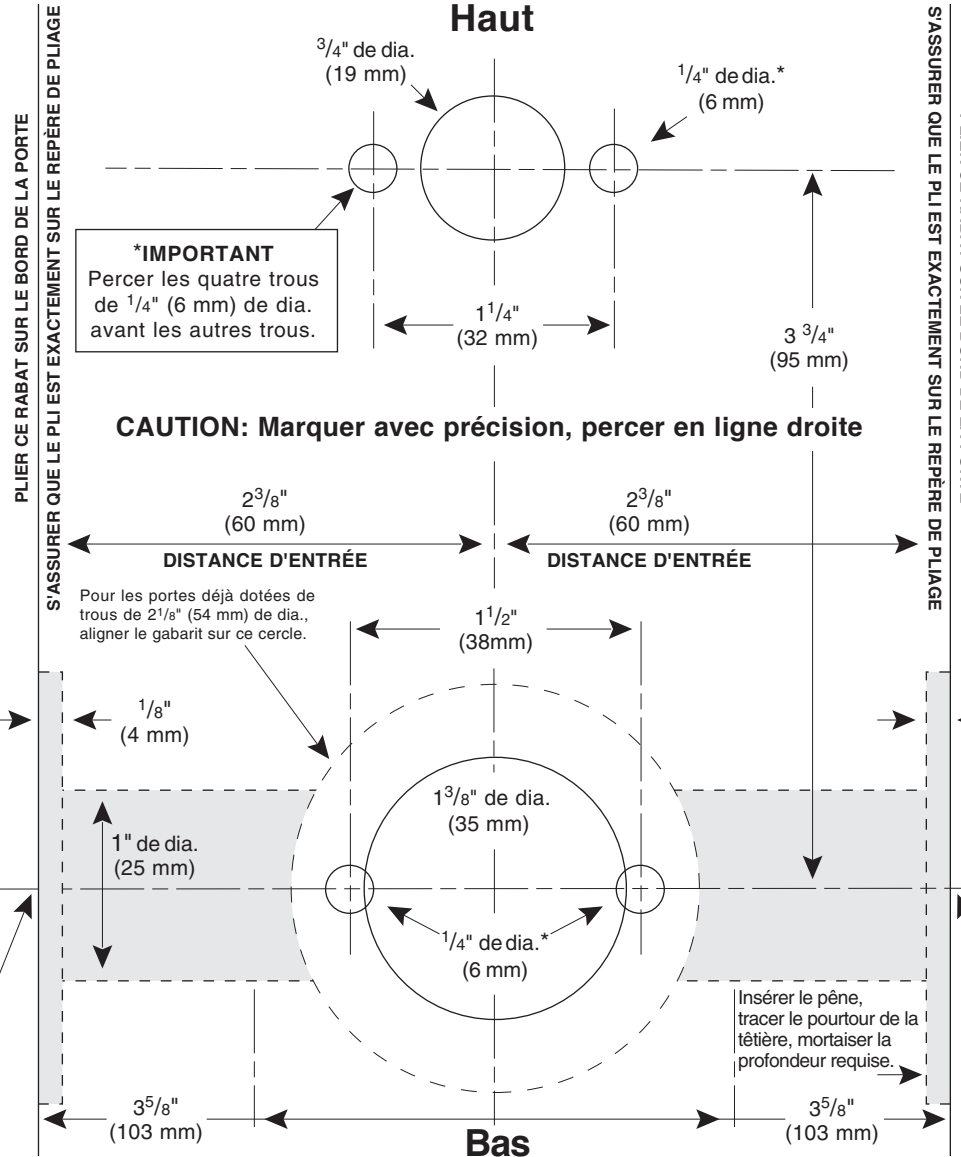 Haut
3/4" de dia.
(19 mm)
1/4" de dia.*
(6 mm)
PLIER CE RABAT SUR LE BORD DE LA PORTE
S'ASSURER QUE LE PLI EST EXACTEMENT SUR LE REPÈRE DE PLIAGE
S'ASSURER QUE LE PLI EST EXACTEMENT SUR LE REPÈRE DE PLIAGE
*IMPORTANT
Percer les quatre trous
de 1/4" (6 mm) de dia.
avant les autres trous.
1 1/4"
(32 mm)
3 3/4"
(95 mm)
CAUTION: Marquer avec précision, percer en ligne droite
2 3/8"
(60 mm)
DISTANCE D'ENTRÉE
2 3/8"
(60 mm)
DISTANCE D'ENTRÉE
Pour les portes déjà dotées de
trous de 2 1/8" (54 mm) de dia.,
aligner le gabarit sur ce cercle.
1 1/2"
(38mm)
1/8"
(4 mm)
1 3/8" de dia.
(35 mm)
1" de dia.
(25 mm)
1/4" de dia.*
(6 mm)
Insérer le pêne,
tracer le pourtour de la
têtière, mortaiser la
profondeur requise.
3 5/8"
(103 mm)
3 5/8"
(103 mm)
Bas